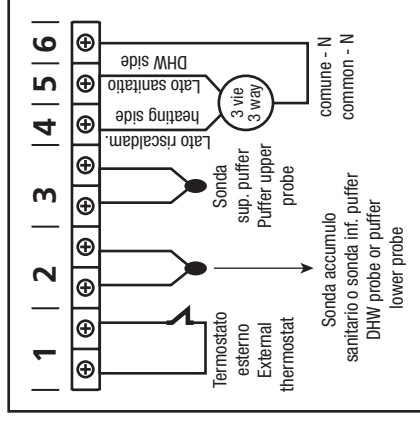 1 2 3 4 5 6
Lato riscaldam.
heating side
Lato sanitatio
DHW side
3 vie
3 way
Termostato
esterno
External
thermostat
Sonda
sup. puffer
Puffer upper
probe
comune - N
common - N
Sonda accumulo
sanitario o sonda inf. puffer
DHW probe or puffer
lower probe